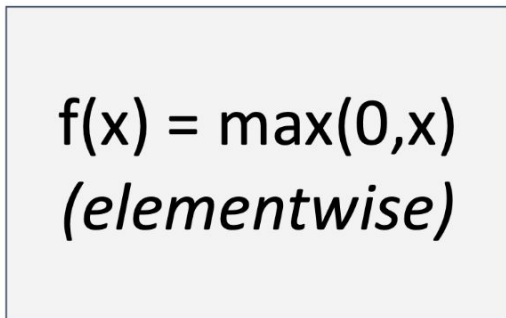 f(x) = max(0,x)
(elementwise)